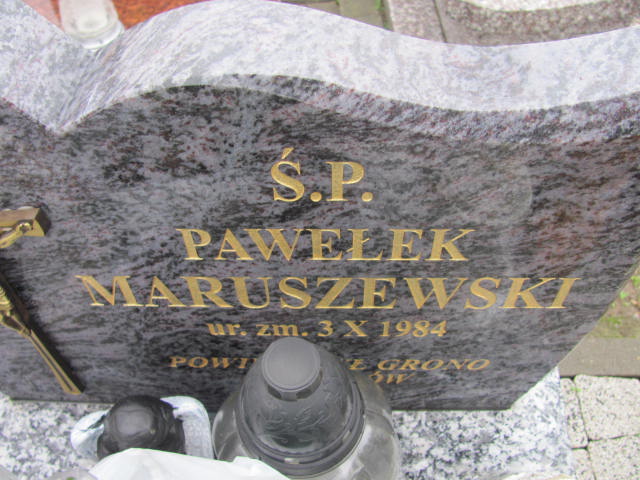 Ś.P.
PAWEŁEK
MARUSZEWSKI
ur. zm. 3 X 1984
GRONO